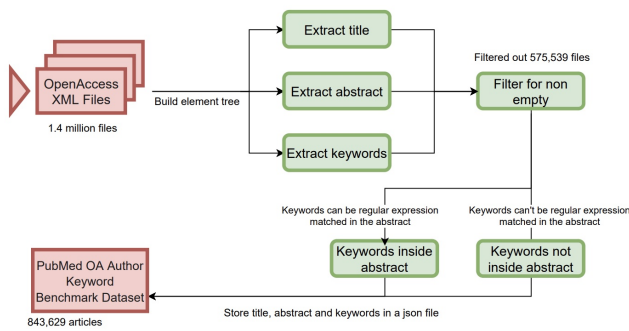 Extract title
OpenAccess
XML Files
1.4 million files
Build element tree
Extract abstract
Filtered out 575,539 files
Filter for non
empty
Extract keywords
Keywords can be regular expression
matched in the abstract
Keywords can't be regular expression
matched in the abstract
Keywords inside
abstract
Keywords not
inside abstract
PubMed OA Author
Keyword
Benchmark Dataset
843,629 articles
Store title, abstract and keywords in a json file